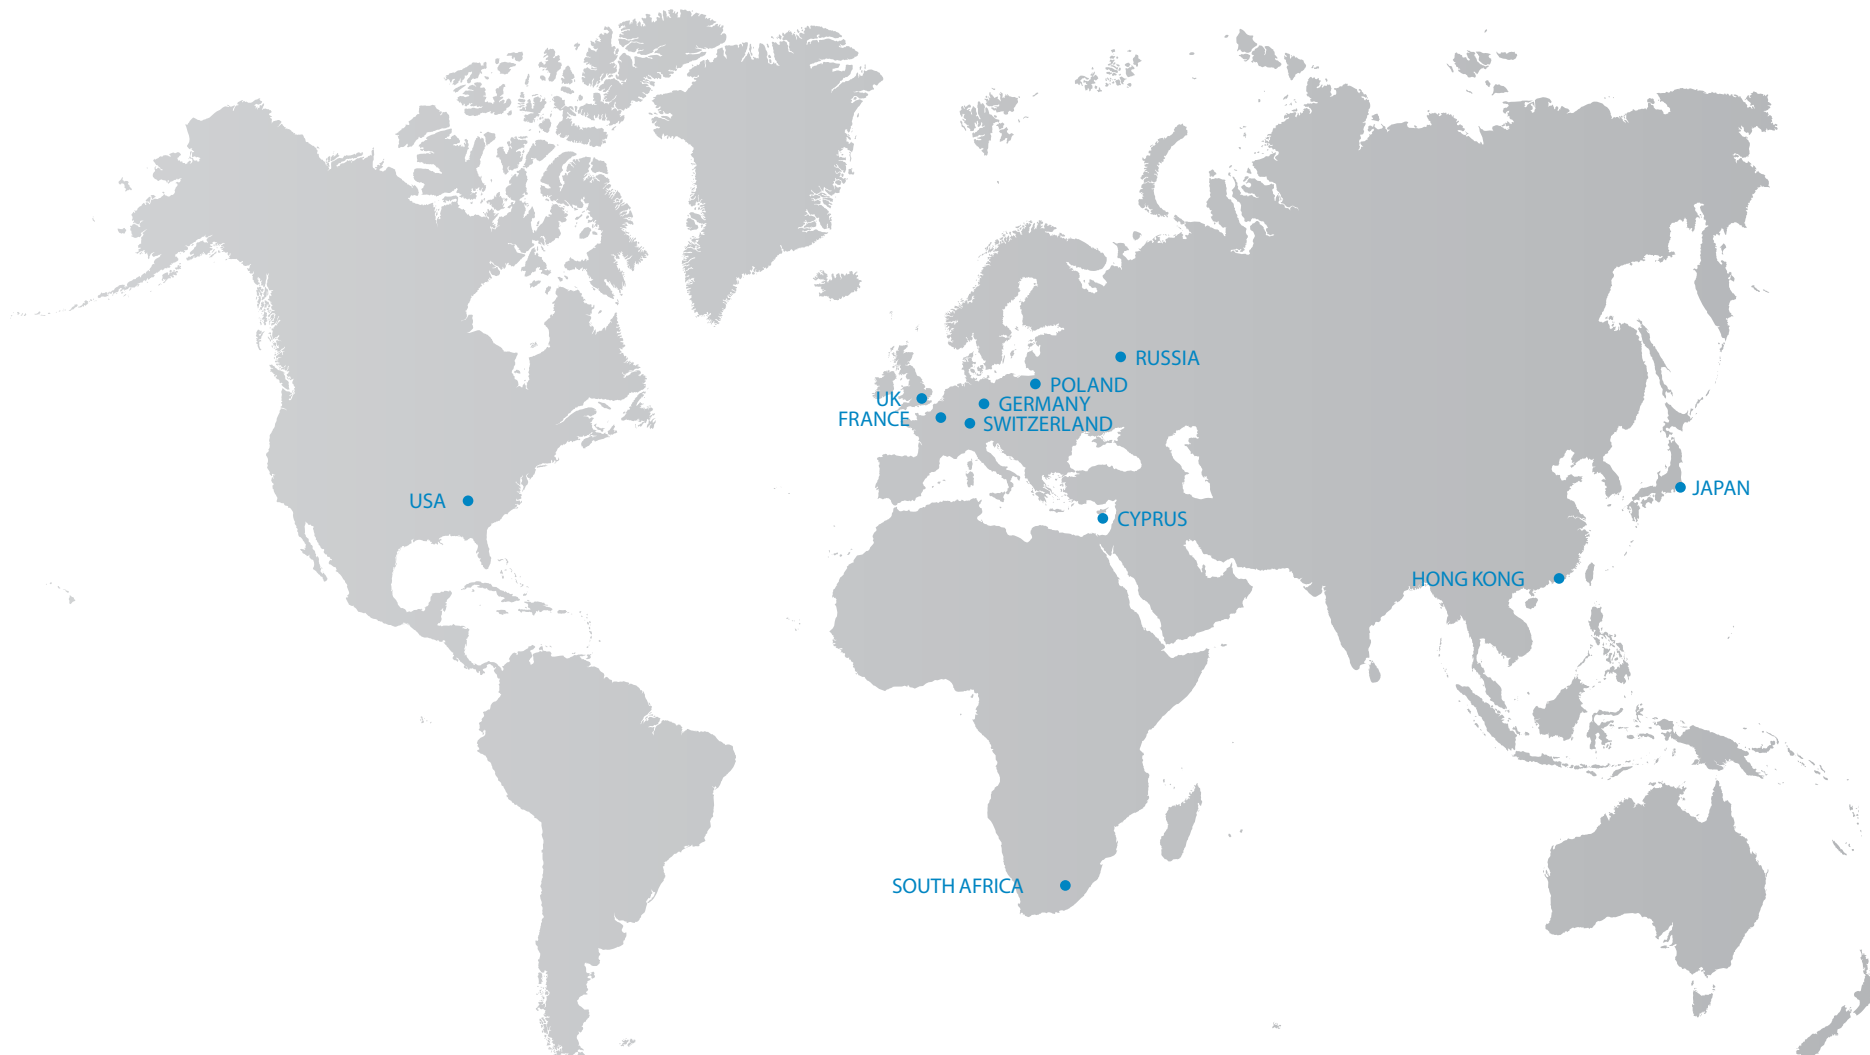 RUSSIA
POLAND
UK
GERMANY
FRANCE
SWITZERLAND
USA
JAPAN
CYPRUS
HONG KONG
SOUTH AFRICA